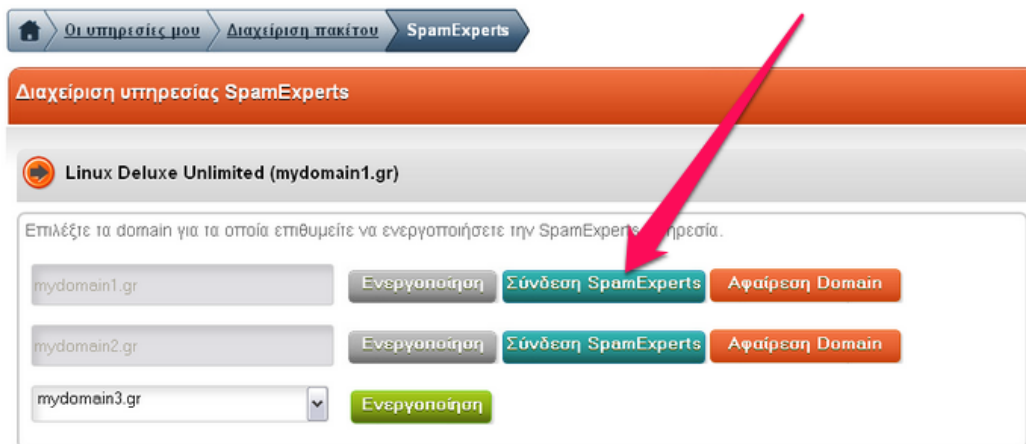 Οι υπηρεσίες μου Διαχείριση πακέτου SpamExperts
Διαχείριση υπηρεσίας SpamExperts
Linux Deluxe Unlimited (mydomain1.gr)
Επιλέξτε τα domain για τα οποία επιθυμείτε να ενεργοποιήσετε την SpamExperts
mydomain1.gr Ενεργοποίηση Σύνδεση SpamExperts Αφαίρεση Domain
mydomain2.gr Ενεργοποίηση Σύνδεση SpamExperts Αφαίρεση Domain
mydomain3.gr Ενεργοποίηση